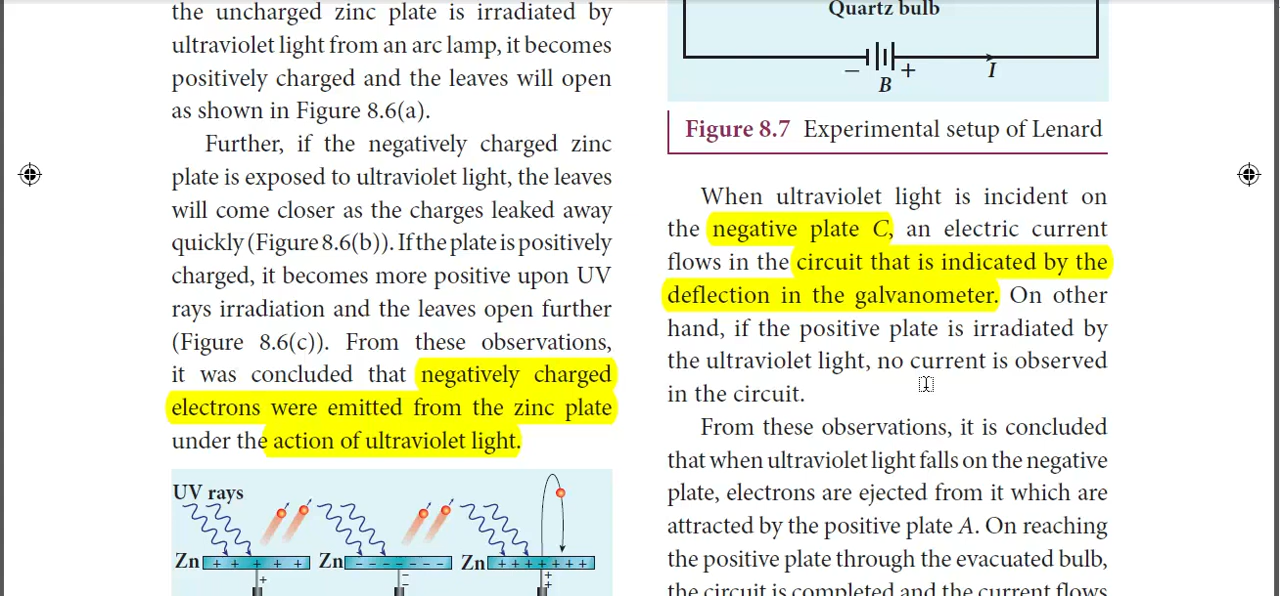 the uncharged zinc plate is irradiated by
ultraviolet light from an arc lamp, it becomes
positively charged and the leaves will open
as shown in Figure 8.6(a).
Further, if the negatively charged zinc
plate is exposed to ultraviolet light, the leaves
will come closer as the charges leaked away
quickly (Figure 8.6(b)). If the plate is positively
charged, it becomes more positive upon UV
rays irradiation and the leaves open further
(Figure 8.6(c)). From these observations,
it was concluded that negatively charged
electrons were emitted from the zinc plate
under the action of ultraviolet light.
UV rays
Zn + + + + +
Zn - - - - - - -
Zn + + + + + + +
+
-
-
+
+
Quartz bulb
− +
B
I
Figure 8.7 Experimental setup of Lenard
When ultraviolet light is incident on
the negative plate C, an electric current
flows in the circuit that is indicated by the
deflection in the galvanometer. On other
hand, if the positive plate is irradiated by
the ultraviolet light, no current is observed
in the circuit.
From these observations, it is concluded
that when ultraviolet light falls on the negative
plate, electrons are ejected from it which are
attracted by the positive plate A. On reaching
the positive plate through the evacuated bulb,
the circuit is completed and the current flows